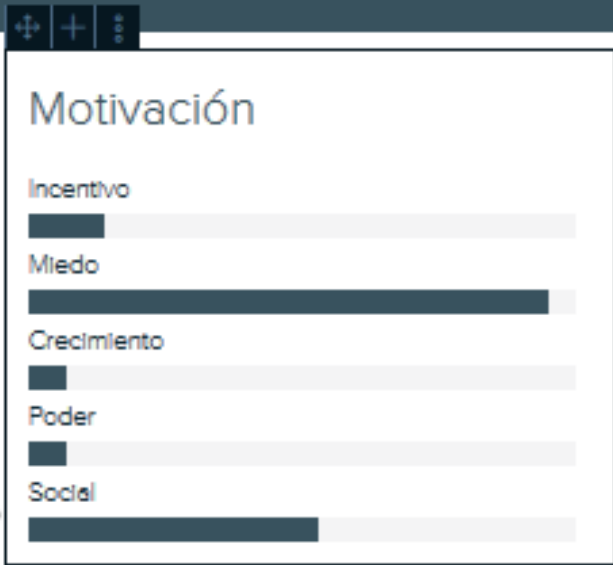 Motivación
Incentivo
Miedo
Crecimiento
Poder
Social